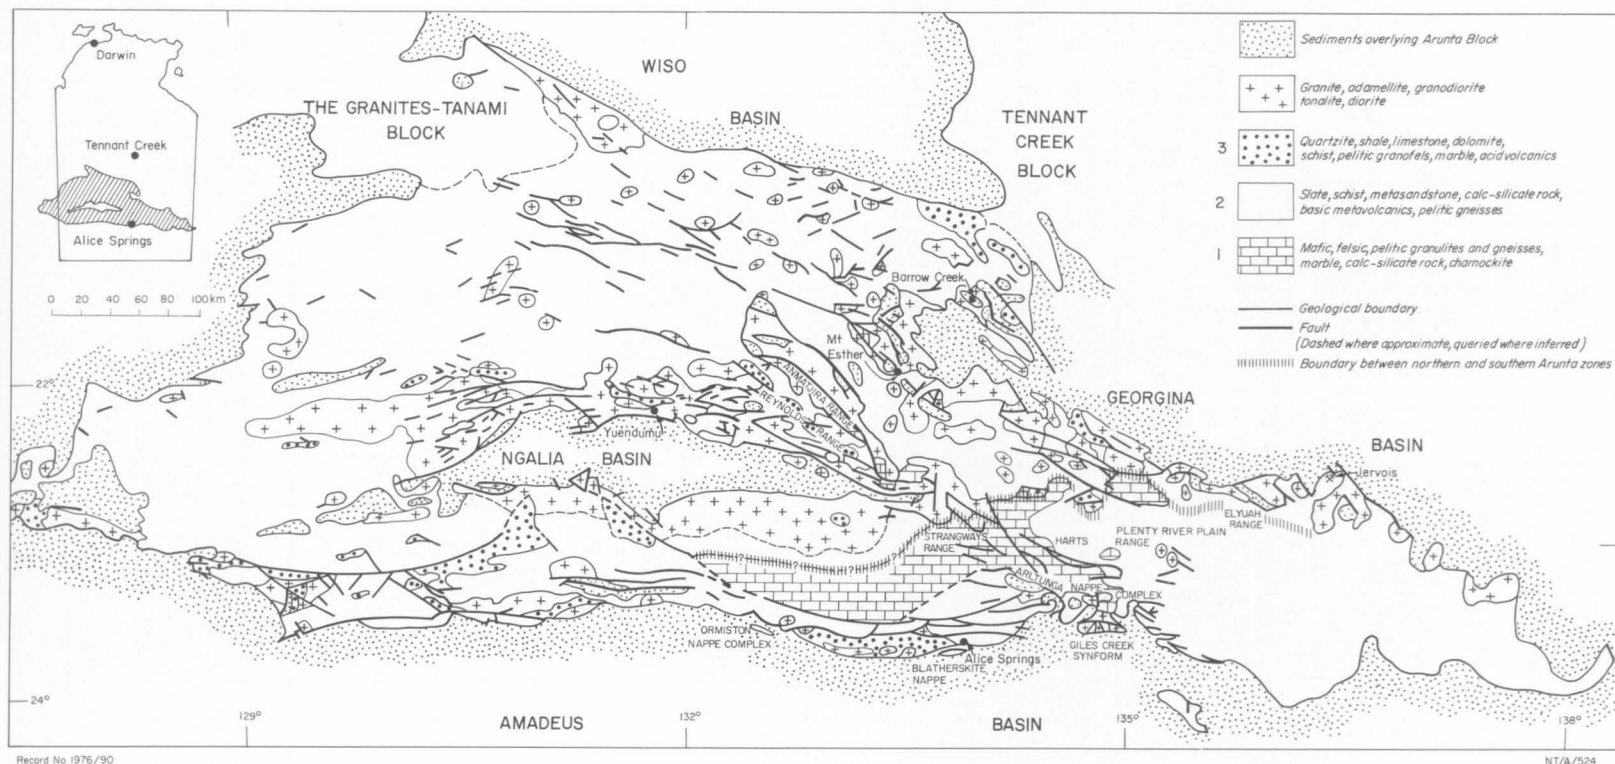 Darwin
Tennant Creek
Alice Springs
0 20 40 60 80 100 km
WISO
BASIN
THE GRANITES-TANAMI
BLOCK
TENNANT
CREEK
BLOCK
Sediments overlying Arunta Block
Granite, adamellite, granodiorite
tonalite, diorite
3 Quartzite, shale, limestone, dolomite,
schist, pelitic granofels, marble, acid volcanics
2 Slate, schist, metasandstone, calc-silicate rock,
basic metavolcanics, pelitic gneisses
1 Mafic, felsic, pelitic granulites and gneisses,
marble, calc-silicate rock, charnockite
Geological boundary
Fault
(Dashed where approximate, queried where inferred)
Boundary between northern and southern Arunta zones
Barrow Creek
Mt
Esther
22°
ANMATJIRA RANGE
REYNOLDS RANGE
Yuendumu
GEORGINA
BASIN
NGALIA BASIN
Jervois
ELYUAH
RANGE
PLENTY RIVER PLAIN
RANGE
STRANGWAYS
RANGE
HARTS
? ? ? ?
ARLTUNGA NAPPE
COMPLEX
ORMISTON
NAPPE COMPLEX
Alice Springs
BLATHERSKITE
NAPPE
GILES CREEK
SYNFORM
24°
129°
132°
135°
138°
AMADEUS
BASIN
Record No 1976/90
NT/A/524